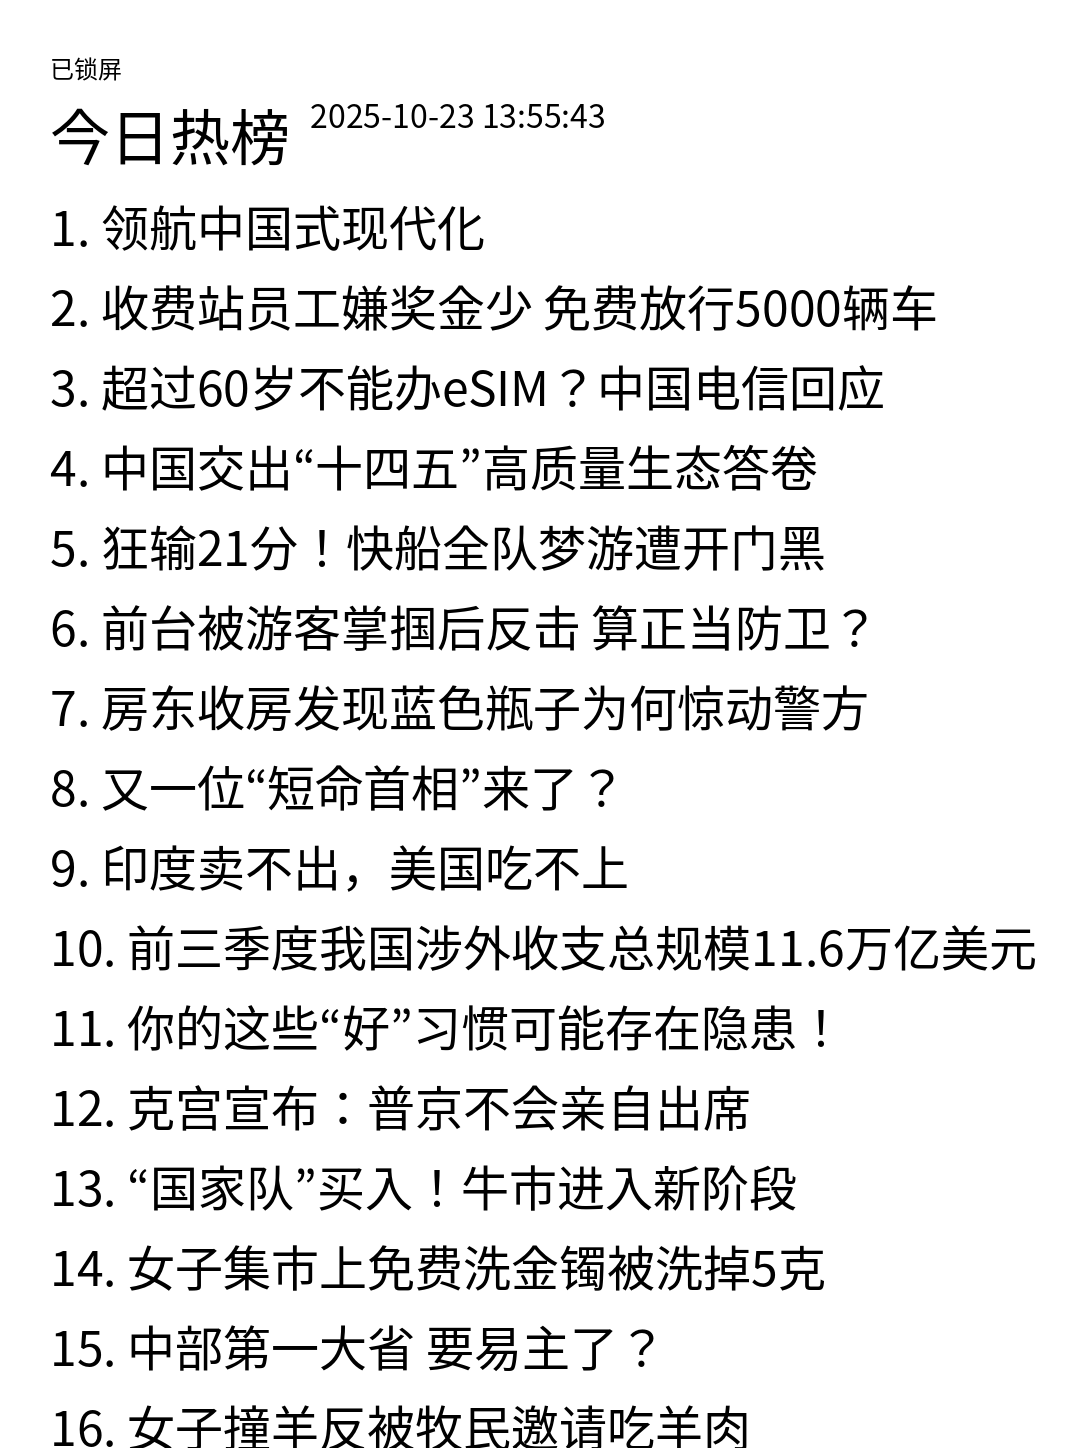 已锁屏
今日热榜 2025-10-23 13:55:43
1. 领航中国式现代化
2. 收费站员工嫌奖金少 免费放行5000辆车
3. 超过60岁不能办eSIM？中国电信回应
4. 中国交出“十四五”高质量生态答卷
5. 狂输21分！快船全队梦游遭开门黑
6. 前台被游客掌掴后反击 算正当防卫？
7. 房东收房发现蓝色瓶子为何惊动警方
8. 又一位“短命首相”来了？
9. 印度卖不出，美国吃不上
10. 前三季度我国涉外收支总规模11.6万亿美元
11. 你的这些“好”习惯可能存在隐患！
12. 克宫宣布：普京不会亲自出席
13. “国家队”买入！牛市进入新阶段
14. 女子集市上免费洗金镯被洗掉5克
15. 中部第一大省 要易主了？
16. 女子撞羊反被牧民邀请吃羊肉